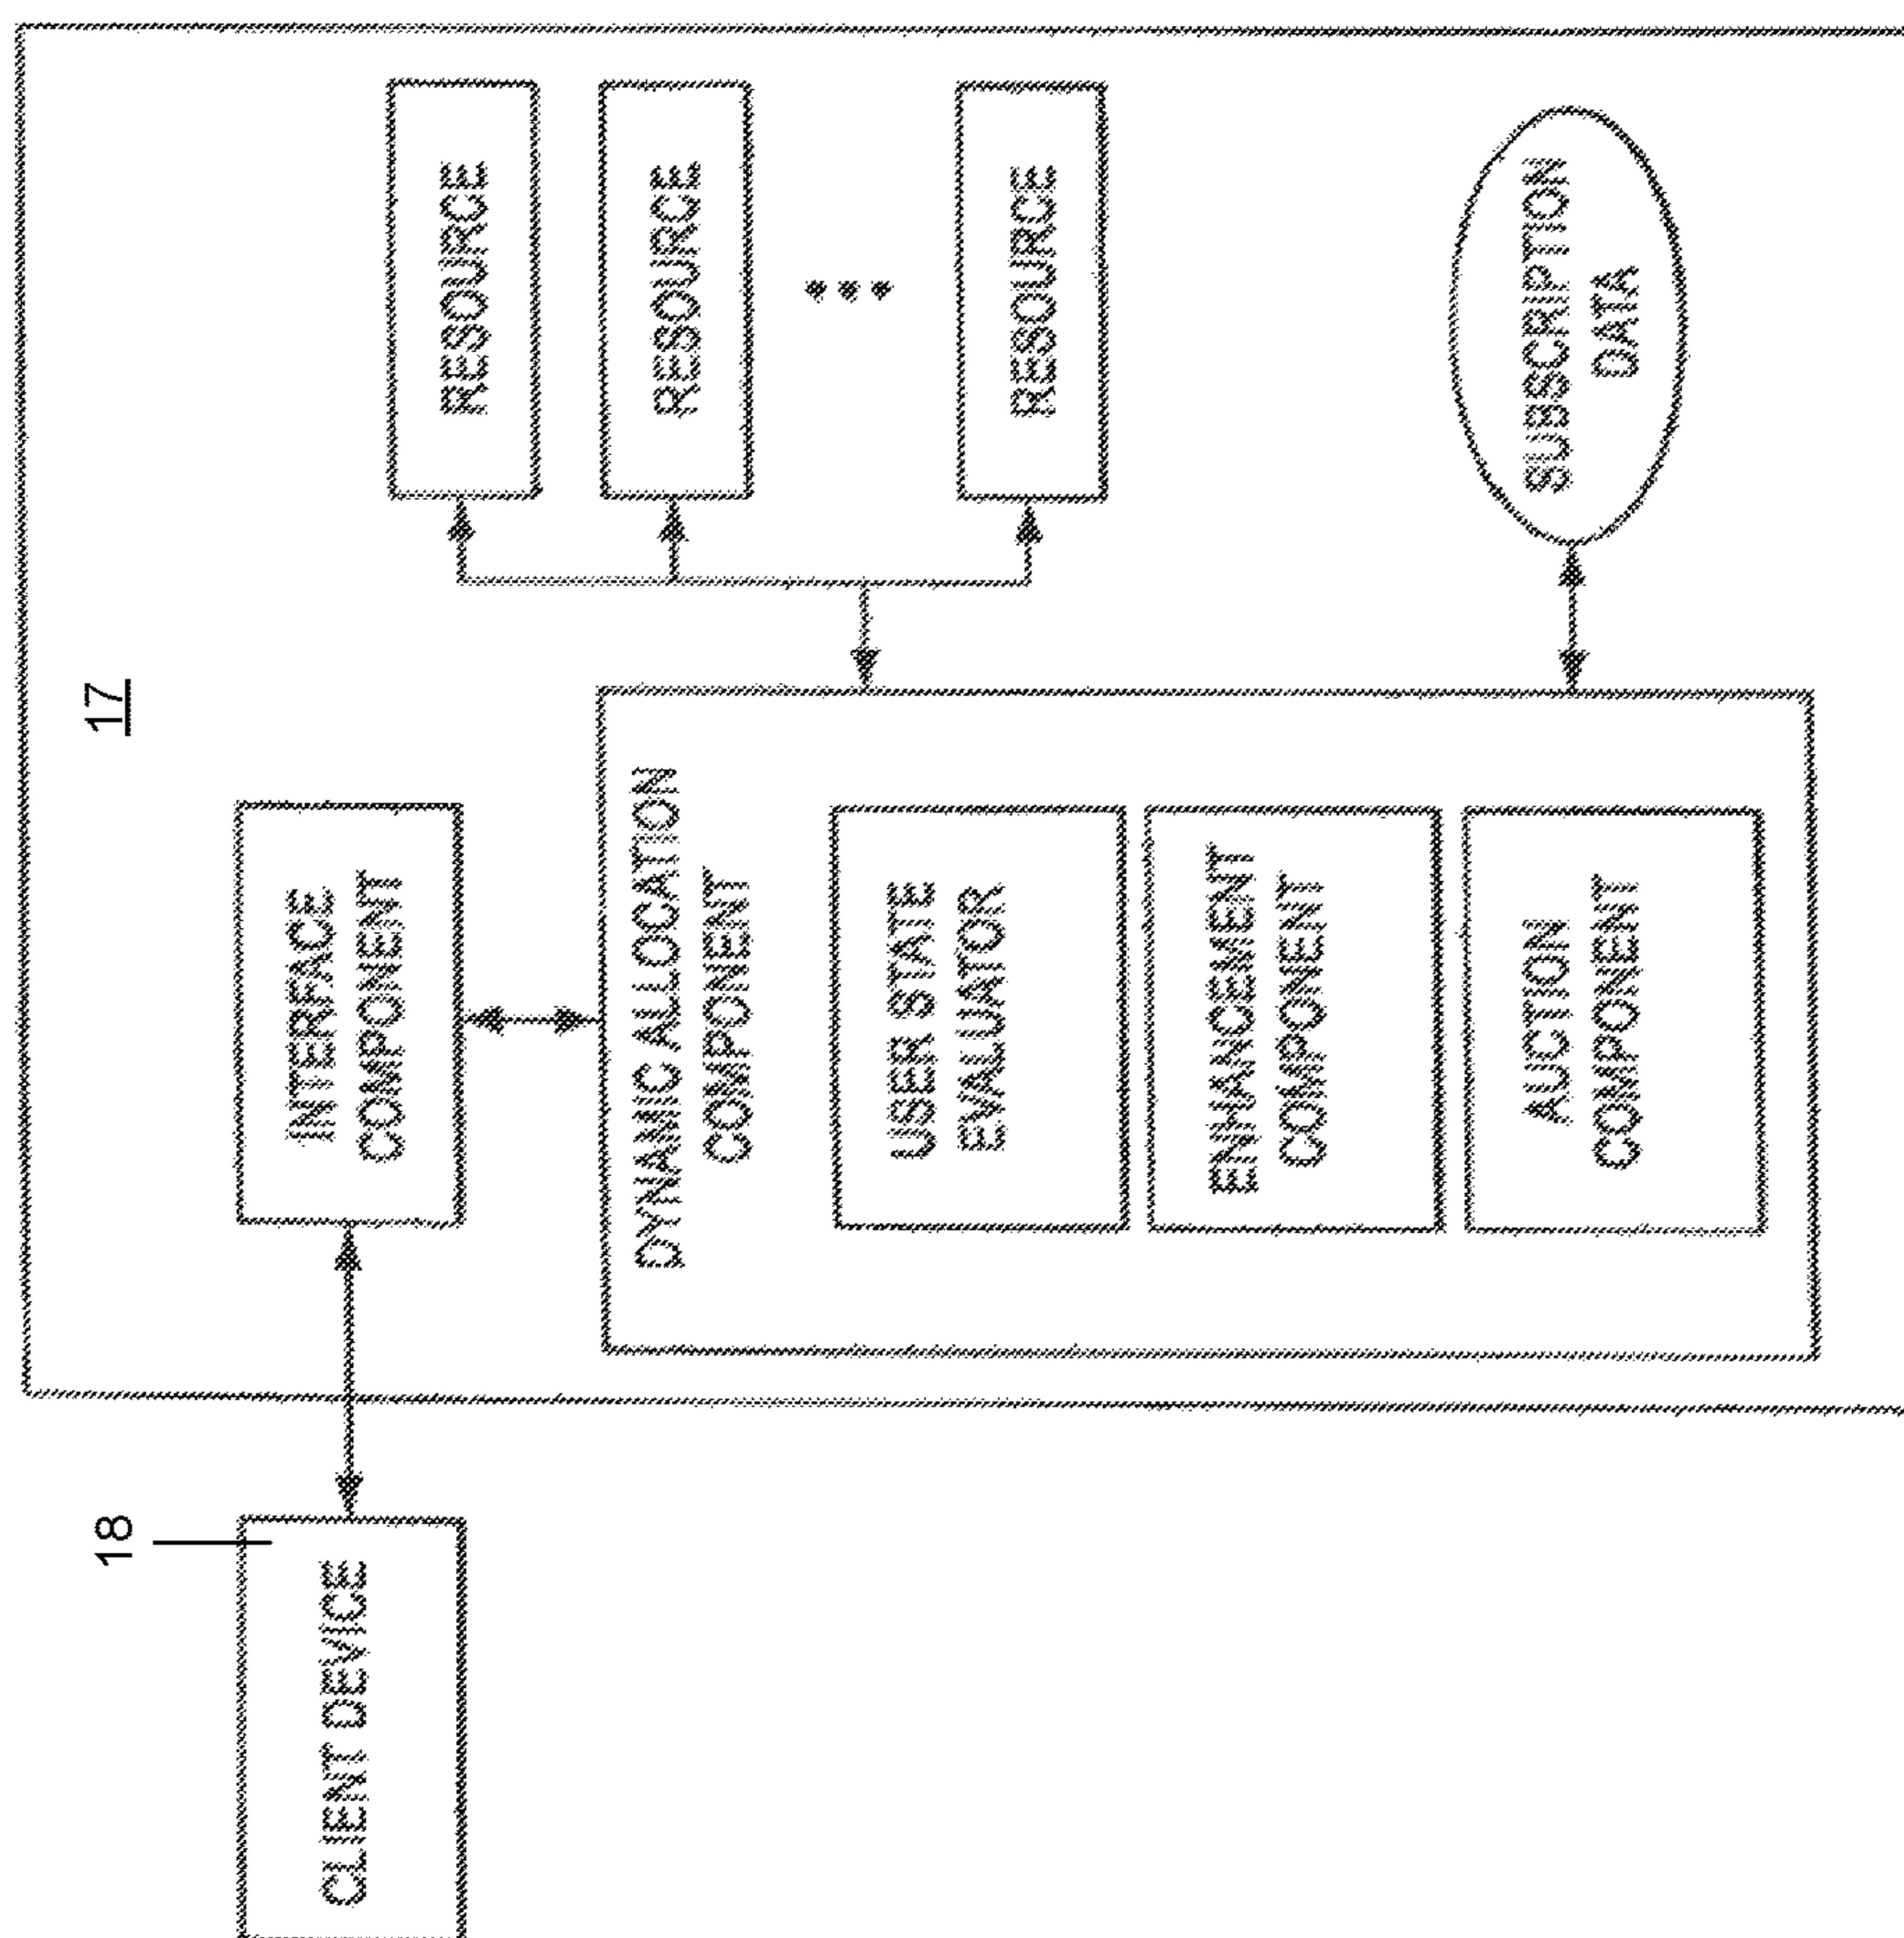 17
18
CLIENT DEVICE
INTERFACE
COMPONENT
DYNAMIC ALLOCATION
COMPONENT
USER STATE
EVALUATOR
ENHANCEMENT
COMPONENT
AUCTION
COMPONENT
RESOURCE
RESOURCE
RESOURCE
SUBSCRIPTION
DATA